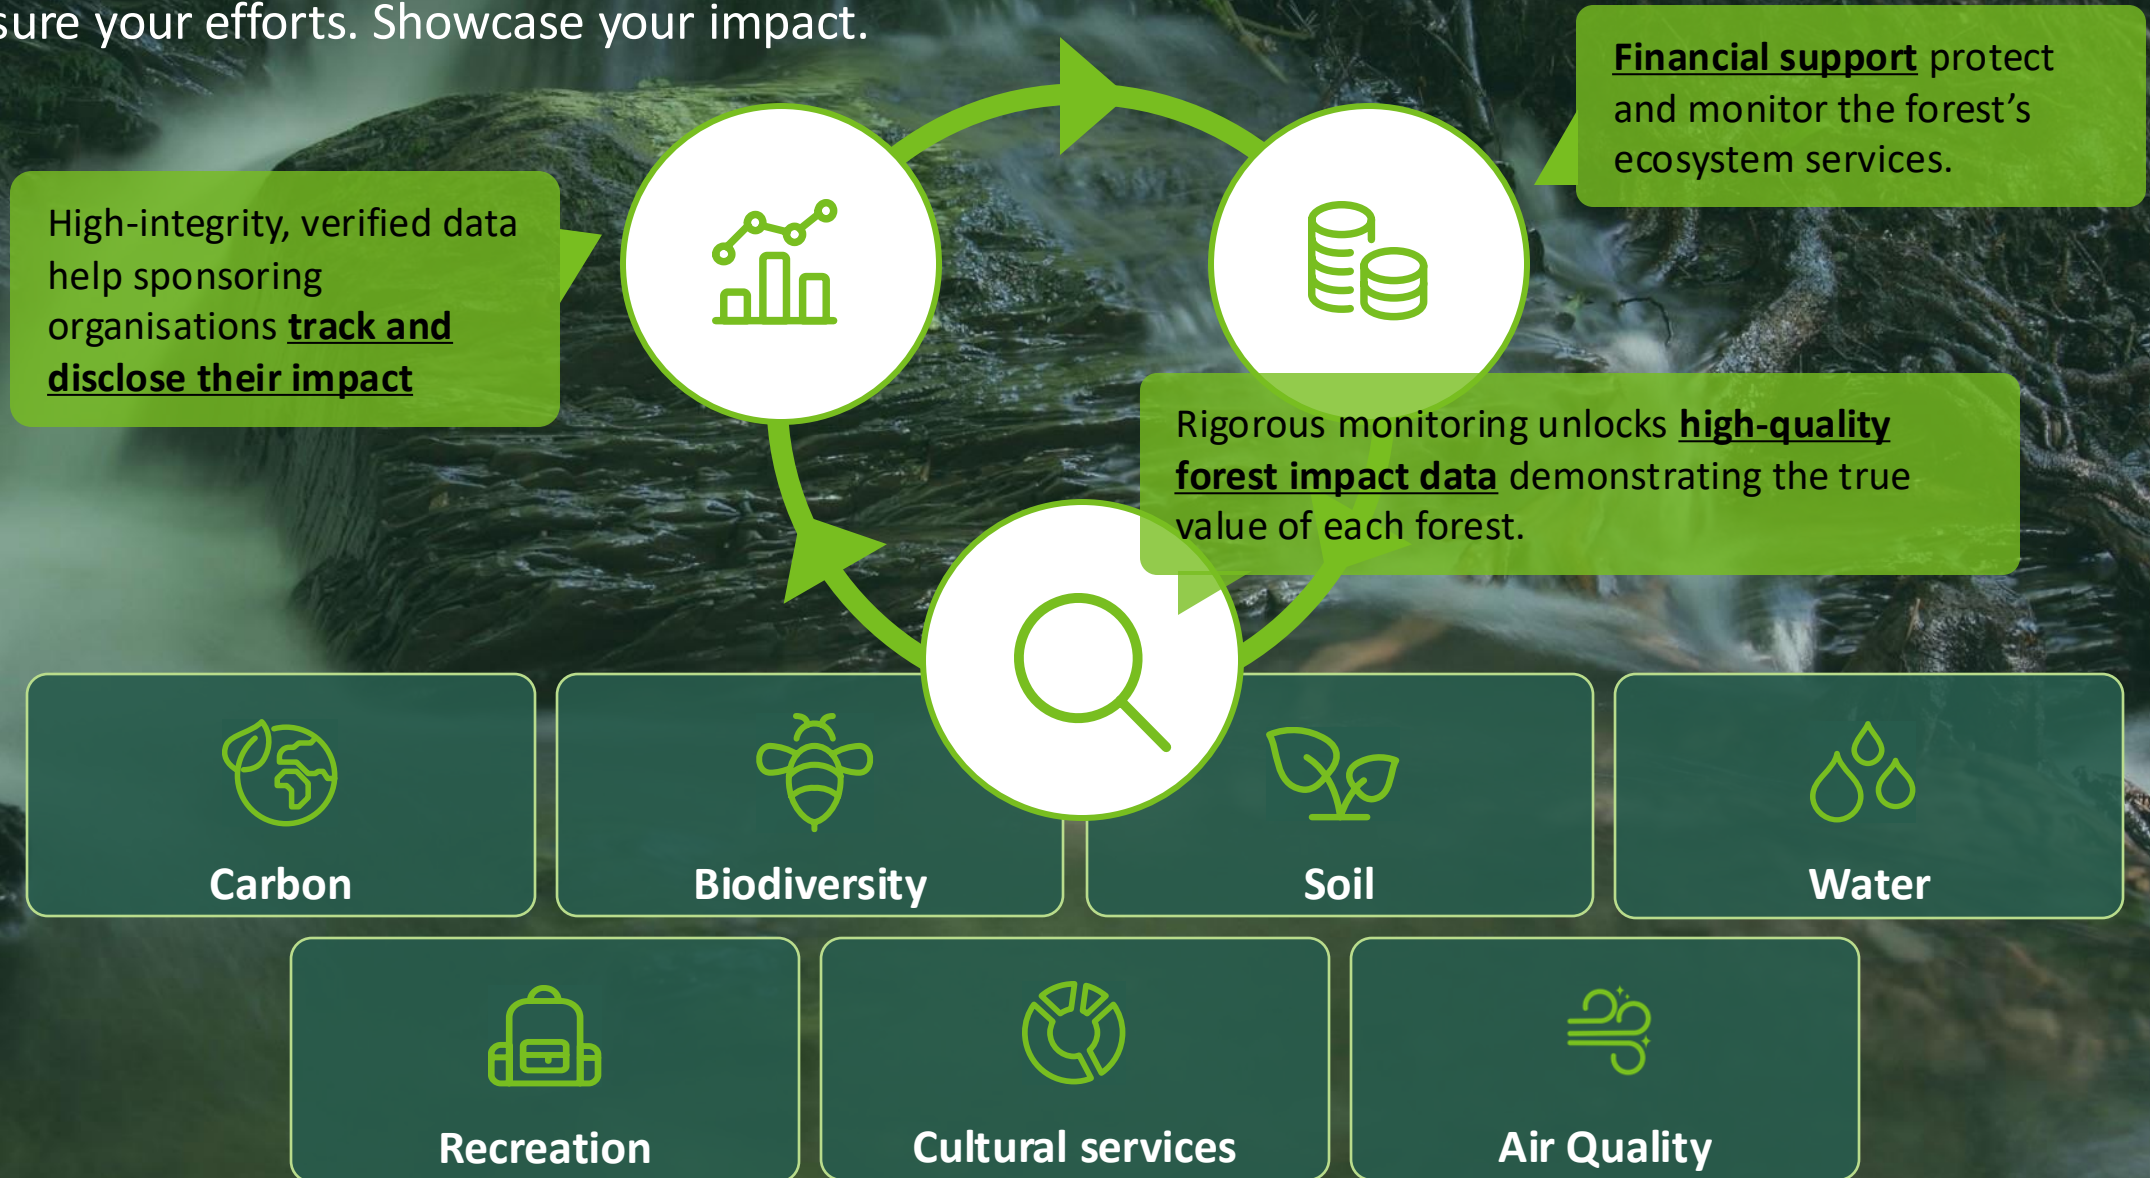 your efforts. Showcase your impact.
Financial support protect
and monitor the forest’s
ecosystem services.
High-integrity, verified data
help sponsoring
organisations track and
disclose their impact
Rigorous monitoring unlocks high-quality
forest impact data demonstrating the true
value of each forest.
Carbon
Biodiversity
Soil
Water
Recreation
Cultural services
Air Quality